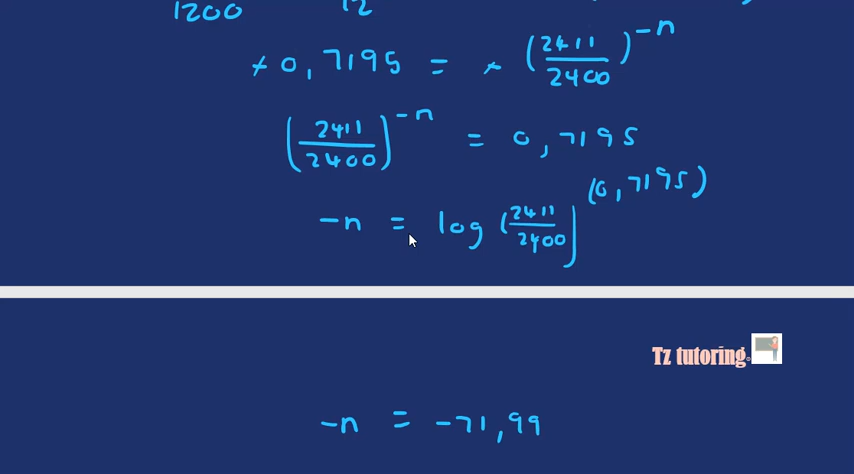 1200 12
+ 0,7195 = + (2411/2400)^-n
(2411/2400)^-n = 0,7195
-n = log (2411/2400) (0,7195)
Tz tutoring
-n = -71,99